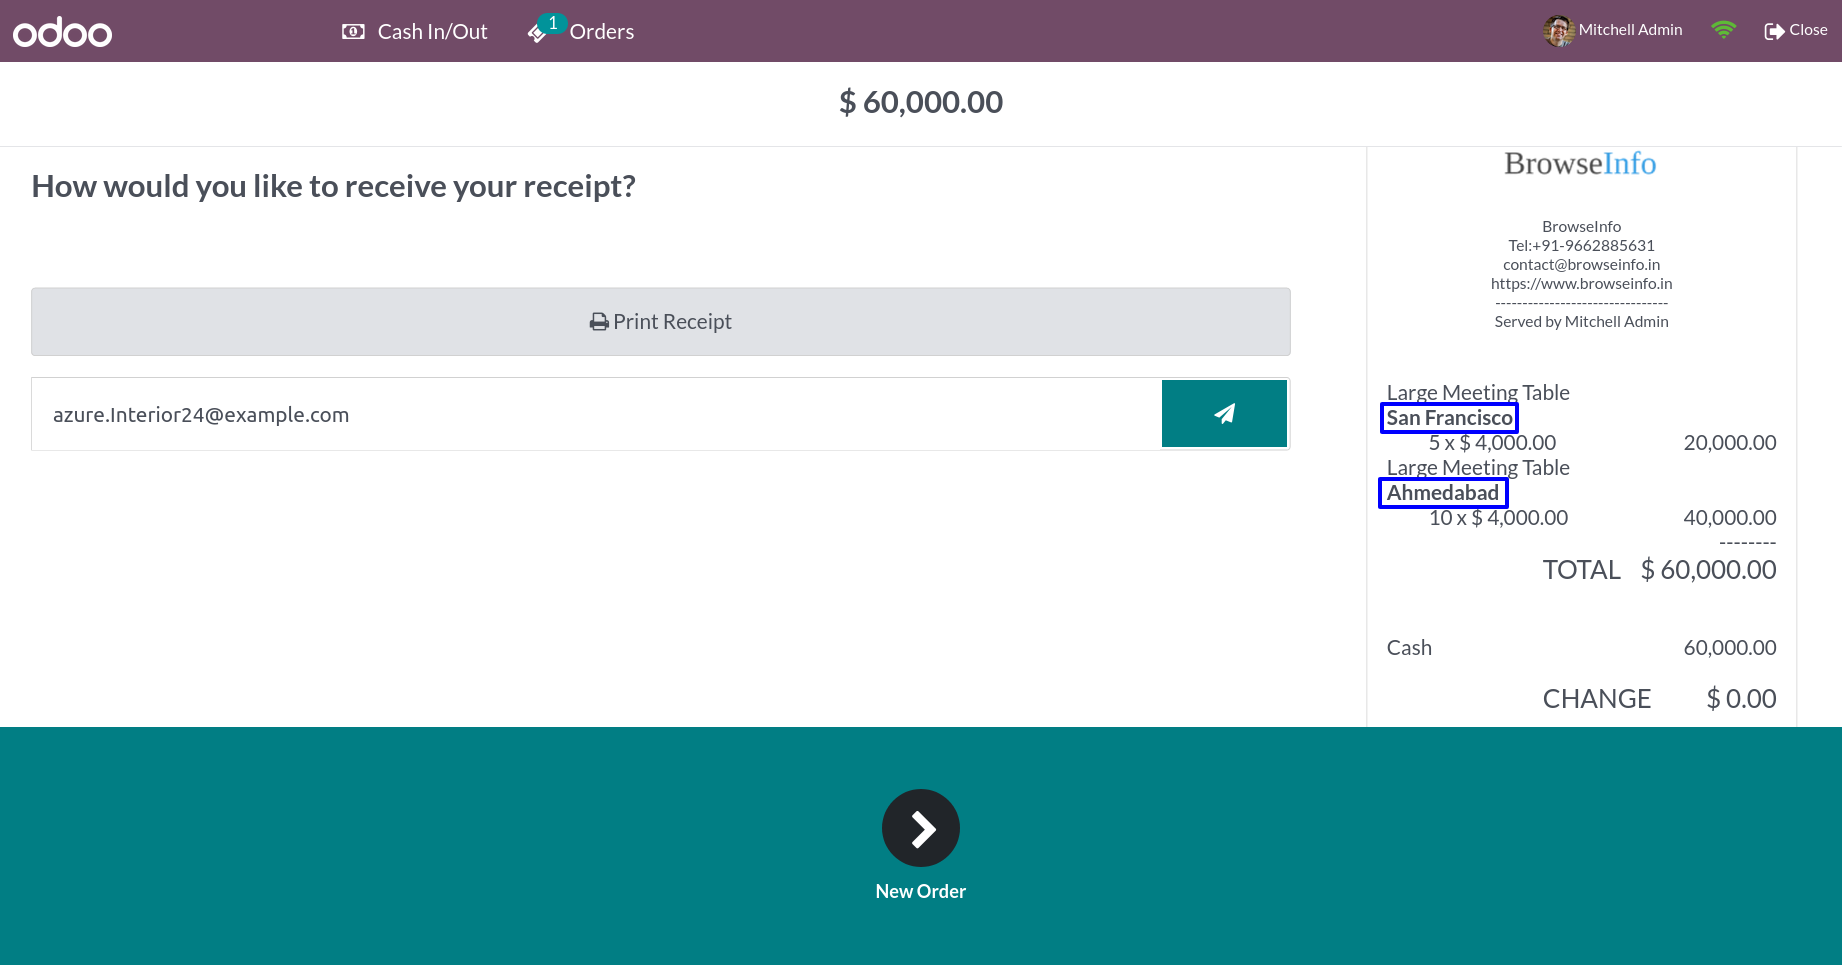 odoo
Cash In/Out
1
Orders
Mitchell Admin
Close
$ 60,000.00
How would you like to receive your receipt?
Print Receipt
azure.Interior24@example.com
BrowseInfo
BrowseInfo
Tel:+91-9662885631
contact@browseinfo.in
https://www.browseinfo.in
--------------------------------
Served by Mitchell Admin
Large Meeting Table
San Francisco
5 x $ 4,000.00 20,000.00
Large Meeting Table
Ahmedabad
10 x $ 4,000.00 40,000.00
--------
TOTAL $ 60,000.00
Cash 60,000.00
CHANGE $ 0.00
New Order